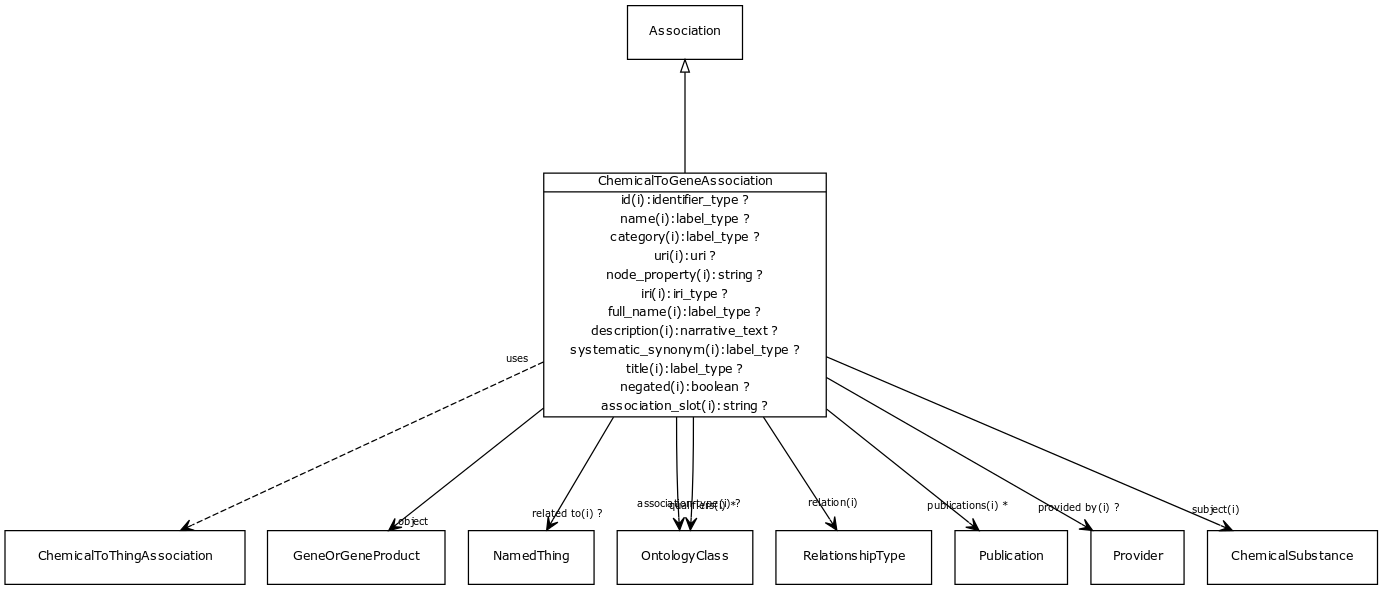 Association
ChemicalToGeneAssociation
id(i):identifier_type ?
name(i):label_type ?
category(i):label_type ?
uri(i):uri ?
node_property(i):string ?
iri(i):iri_type ?
full_name(i):label_type ?
description(i):narrative_text ?
systematic_synonym(i):label_type ?
title(i):label_type ?
negated(i):boolean ?
association_slot(i):string ?
uses
object
related to(i) ?
association type(i) ?
qualifiers(i) *
relation(i)
publications(i) *
provided by(i) ?
subject(i)
ChemicalToThingAssociation
GeneOrGeneProduct
NamedThing
OntologyClass
RelationshipType
Publication
Provider
ChemicalSubstance